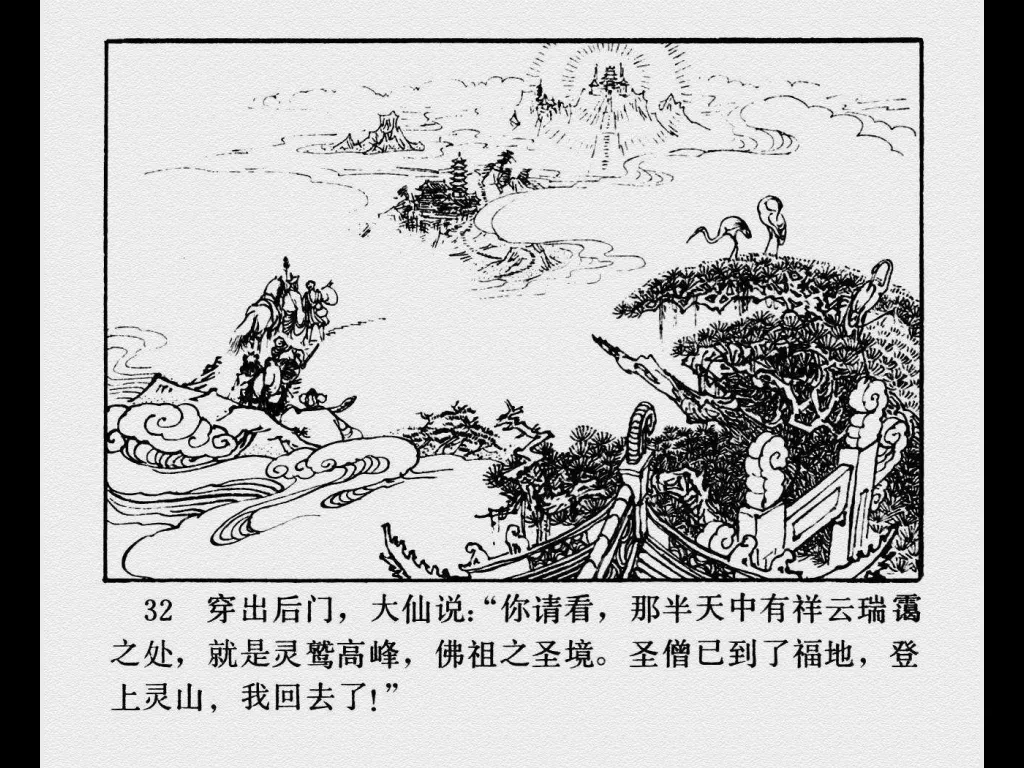 32 穿出后门，大仙说：“你请看，那半天中有祥云瑞霭
之处，就是灵鹫高峰，佛祖之圣境。圣僧已到了福地，登
上灵山，我回去了！”